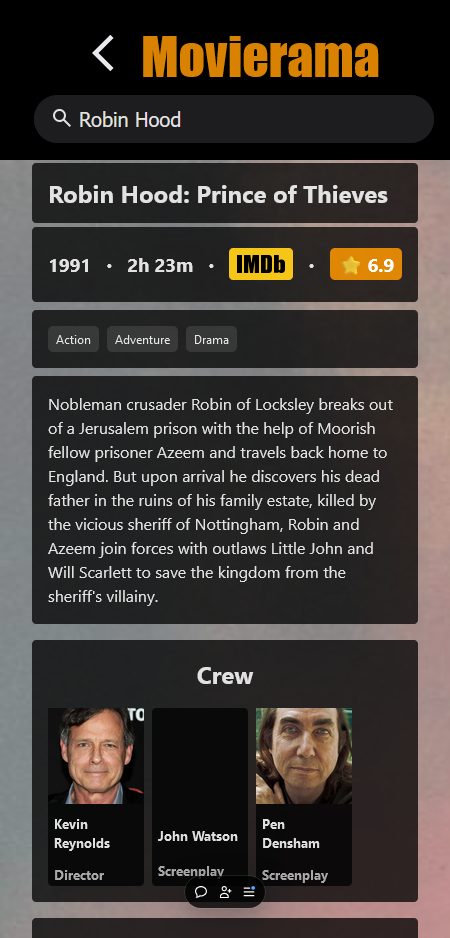 Movierama
Robin Hood
Robin Hood: Prince of Thieves
1991 • 2h 23m • IMDb • ⭐ 6.9
Action Adventure Drama
Nobleman crusader Robin of Locksley breaks out
of a Jerusalem prison with the help of Moorish
fellow prisoner Azeem and travels back home to
England. But upon arrival he discovers his dead
father in the ruins of his family estate, killed by
the vicious sheriff of Nottingham, Robin and
Azeem join forces with outlaws Little John and
Will Scarlett to save the kingdom from the
sheriff's villainy.
Crew
TO
Kevin
Reynolds
Director
John Watson
Screenplay
Pen
Densham
Screenplay